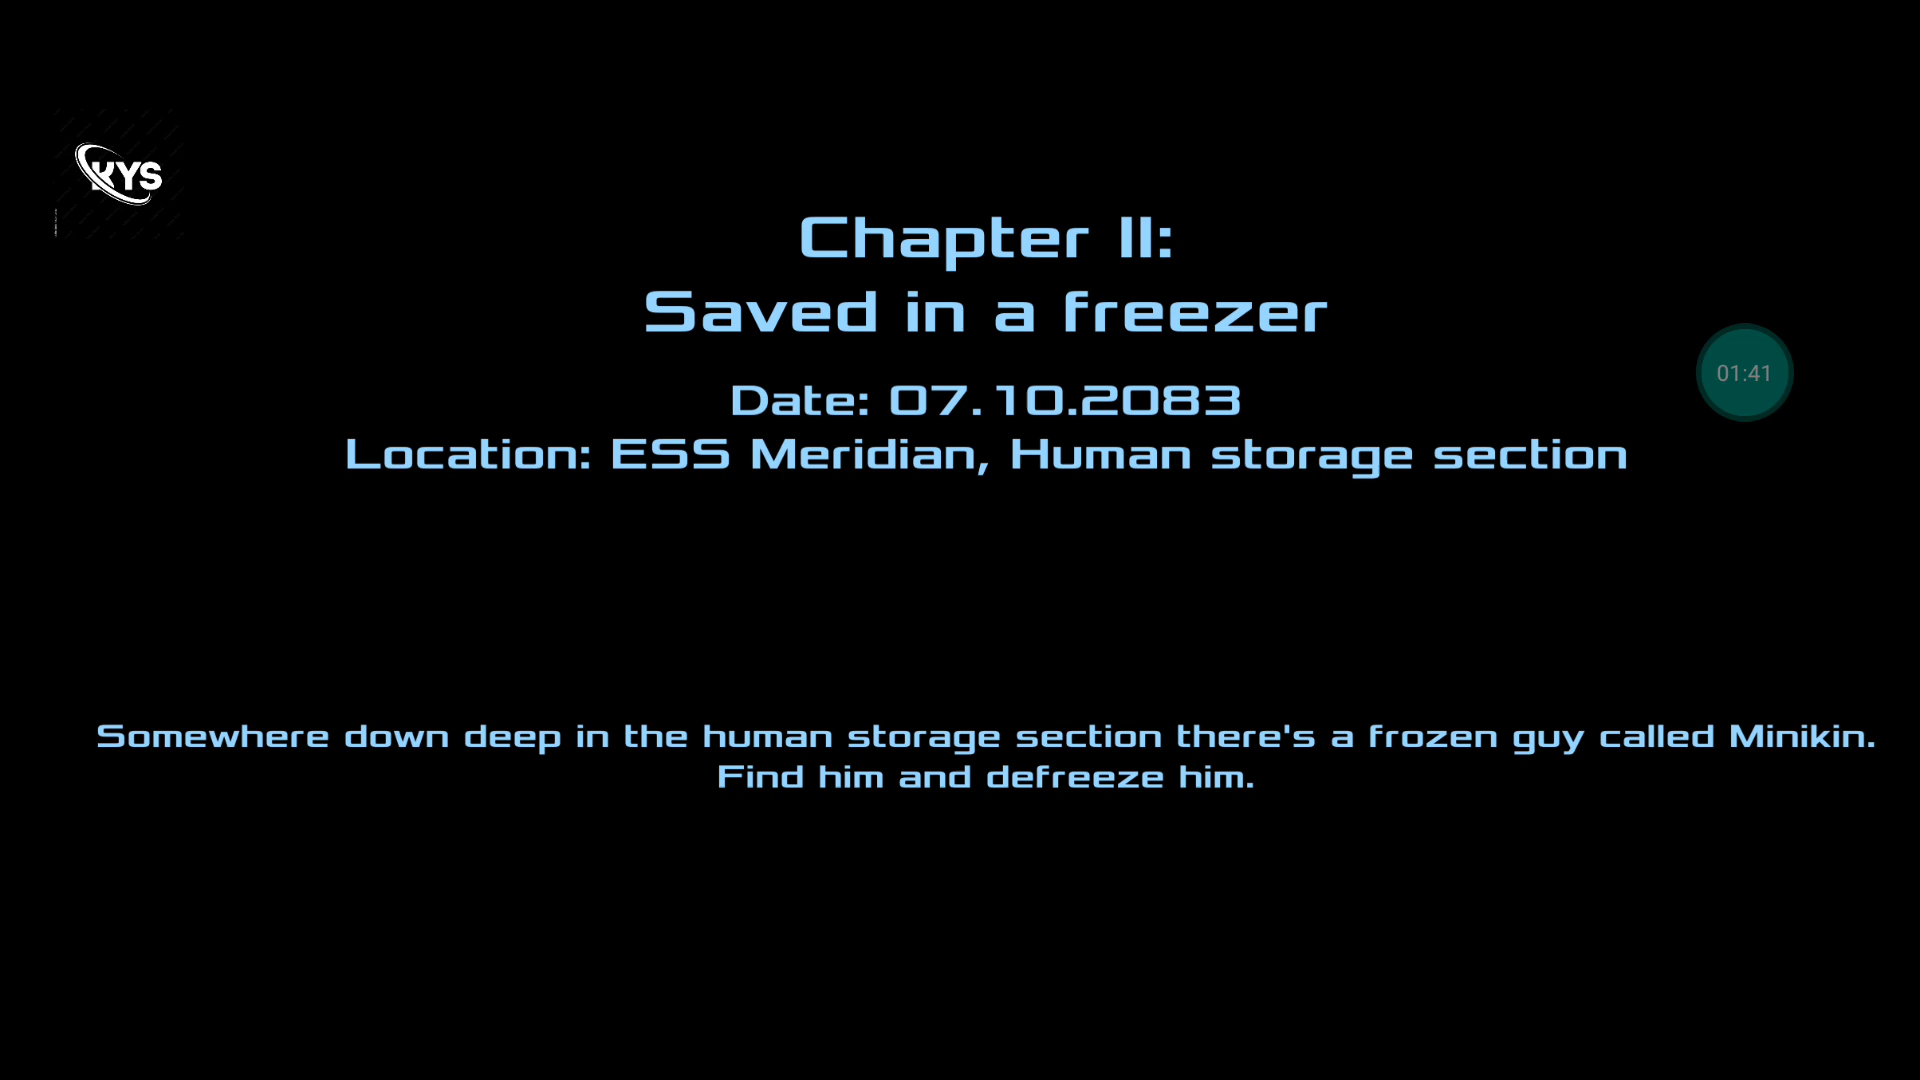 KYS
Chapter II:
Saved in a freezer
01:41
Date: 07.10.2083
Location: ESS Meridian, Human storage section
Somewhere down deep in the human storage section there's a frozen guy called Minikin.
Find him and defreeze him.